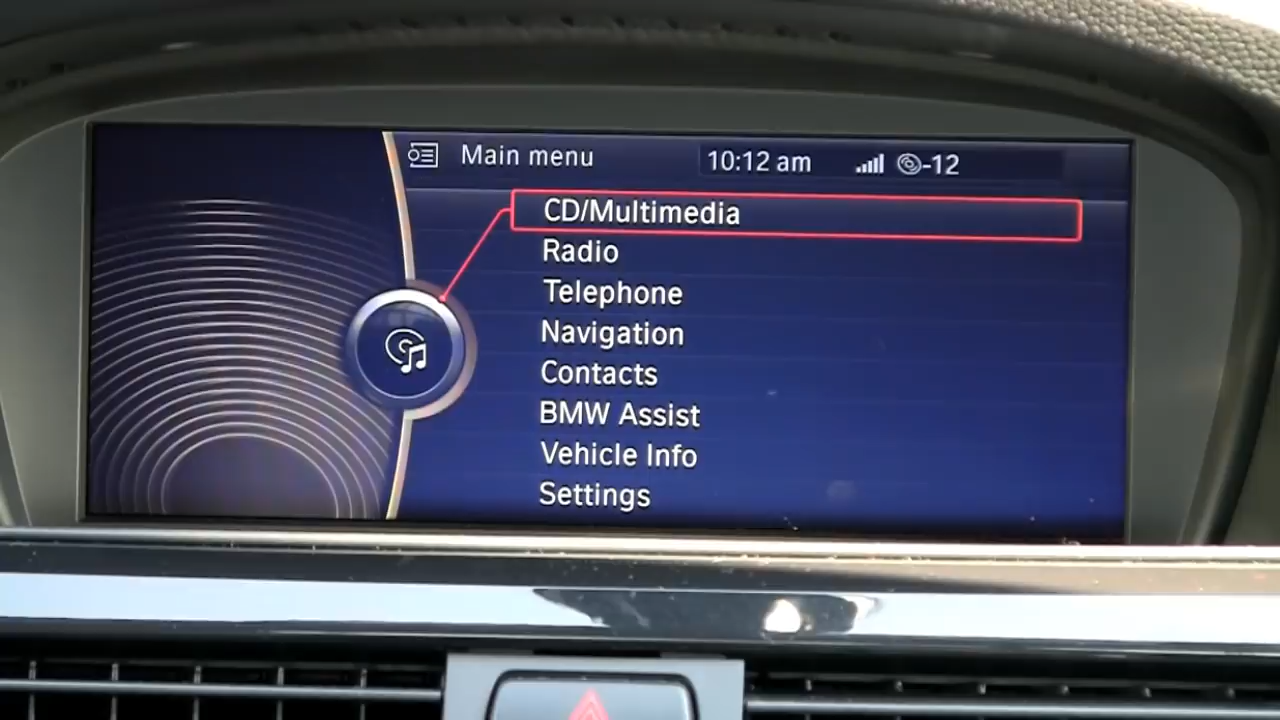 Main menu 10:12 am -12
CD/Multimedia
Radio
Telephone
Navigation
Contacts
BMW Assist
Vehicle Info
Settings